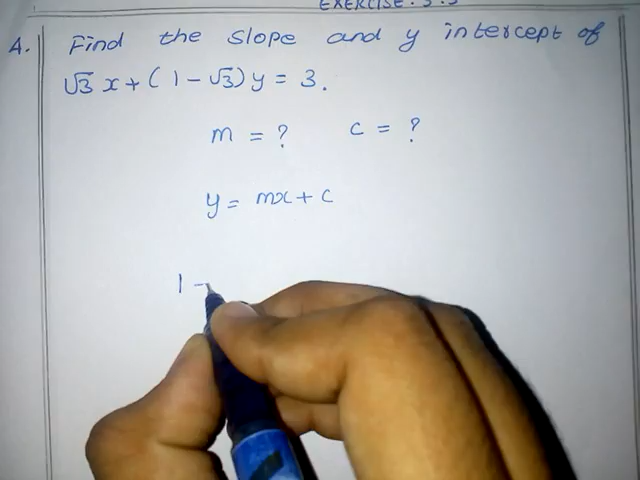 4. Find the slope and y intercept of
√3 x + (1 - √3) y = 3.
m = ? c = ?
y = mx + c
1 -